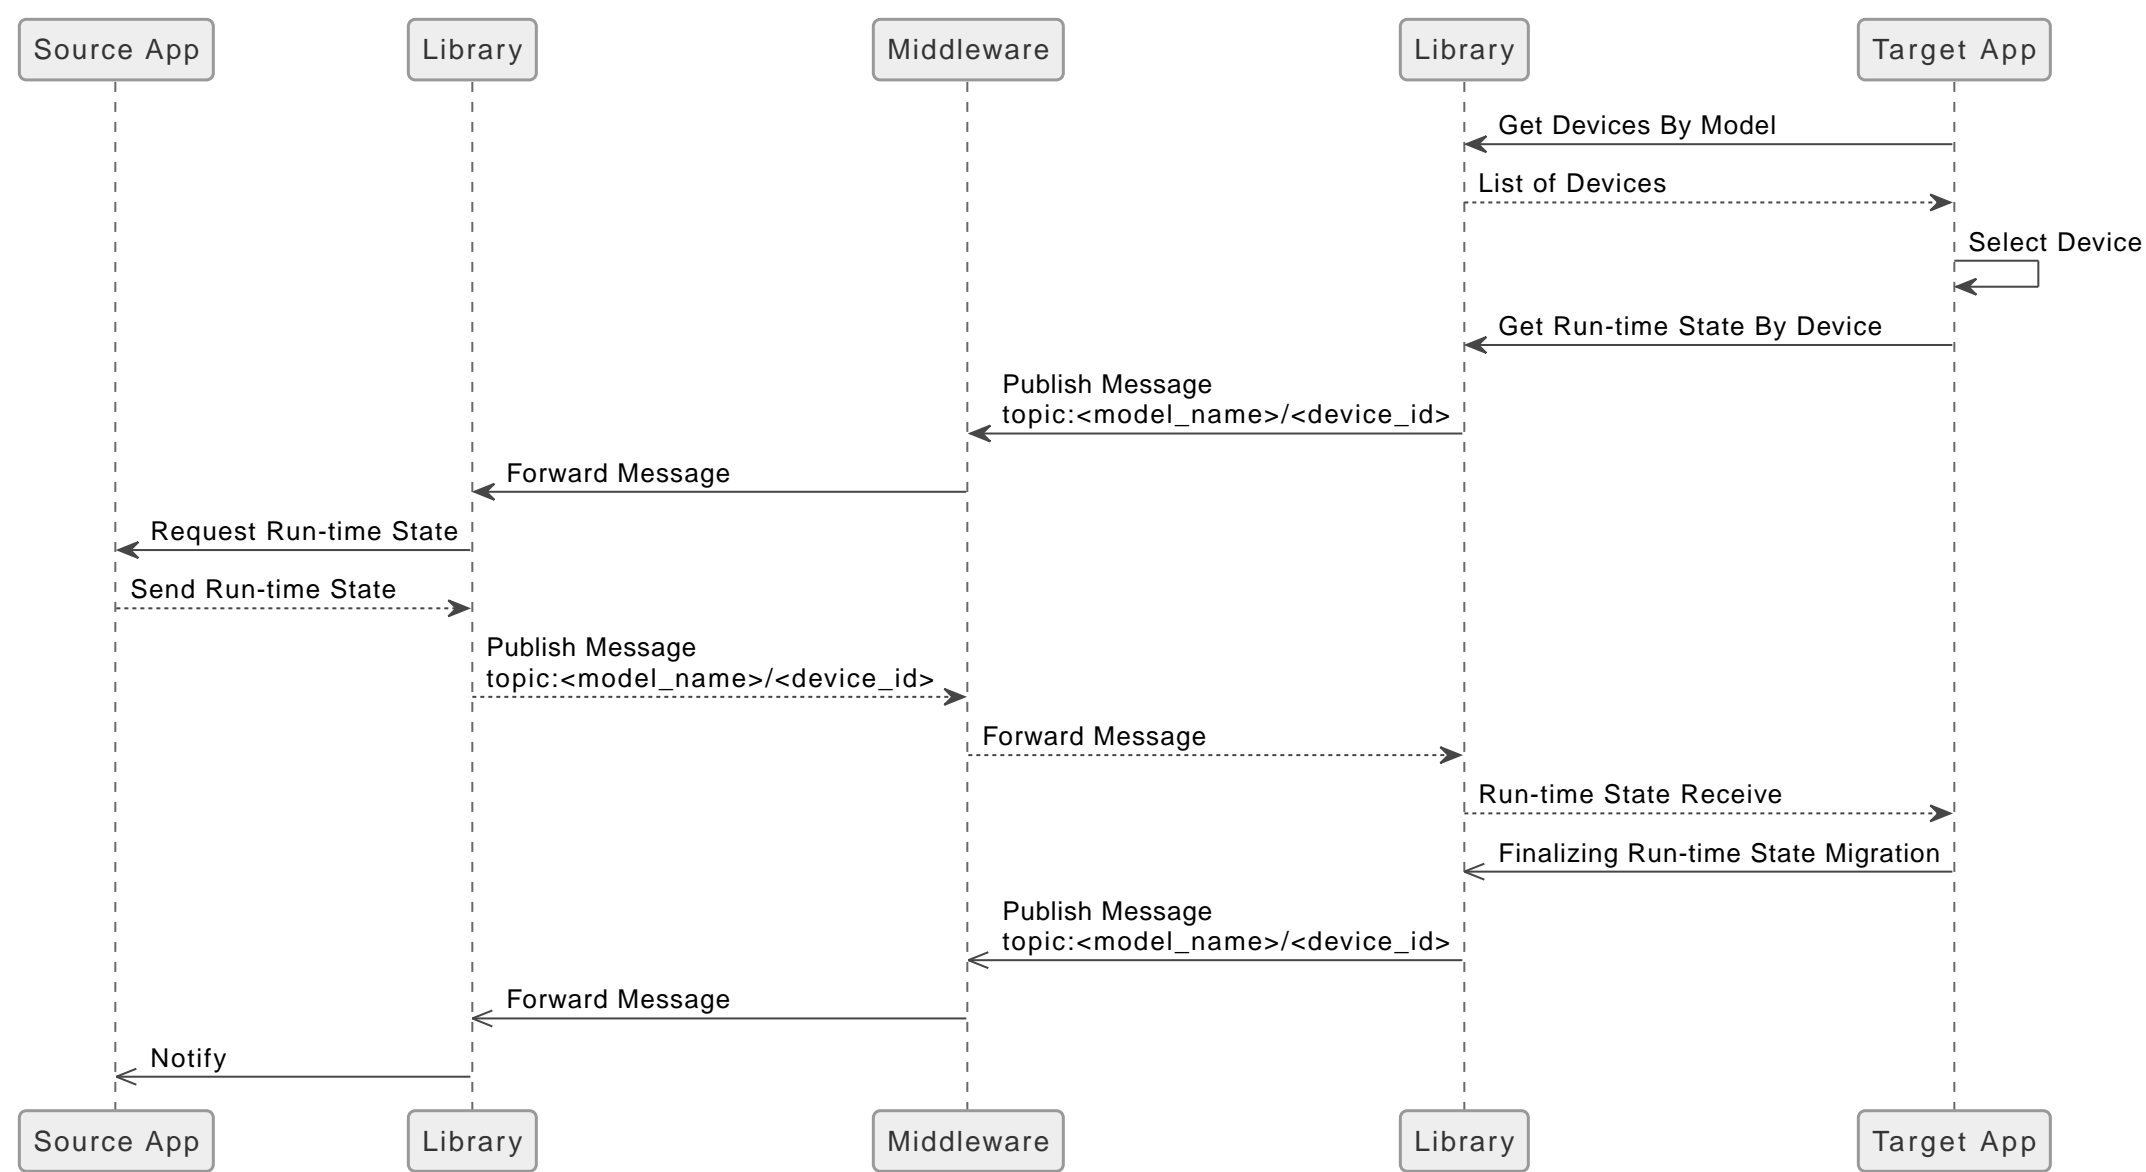 Source App
Library
Middleware
Library
Target App
Get Devices By Model
List of Devices
Select Device
Get Run-time State By Device
Publish Message
topic:<model_name>/<device_id>
Forward Message
Request Run-time State
Send Run-time State
Publish Message
topic:<model_name>/<device_id>
Forward Message
Run-time State Receive
Finalizing Run-time State Migration
Publish Message
topic:<model_name>/<device_id>
Forward Message
Notify
Source App
Library
Middleware
Library
Target App